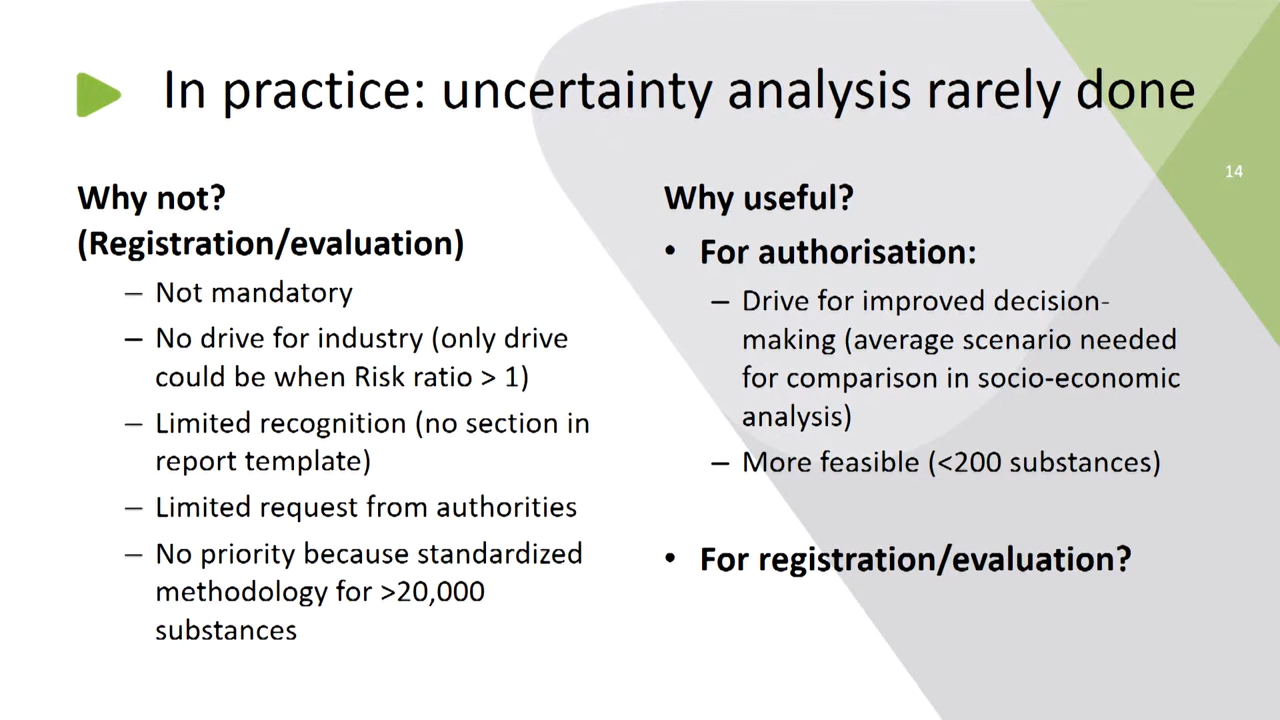 In practice: uncertainty analysis rarely done
14
Why not?
(Registration/evaluation)
– Not mandatory
– No drive for industry (only drive
could be when Risk ratio > 1)
– Limited recognition (no section in
report template)
– Limited request from authorities
– No priority because standardized
methodology for >20,000
substances
Why useful?
• For authorisation:
– Drive for improved decision-
making (average scenario needed
for comparison in socio-economic
analysis)
– More feasible (<200 substances)
• For registration/evaluation?